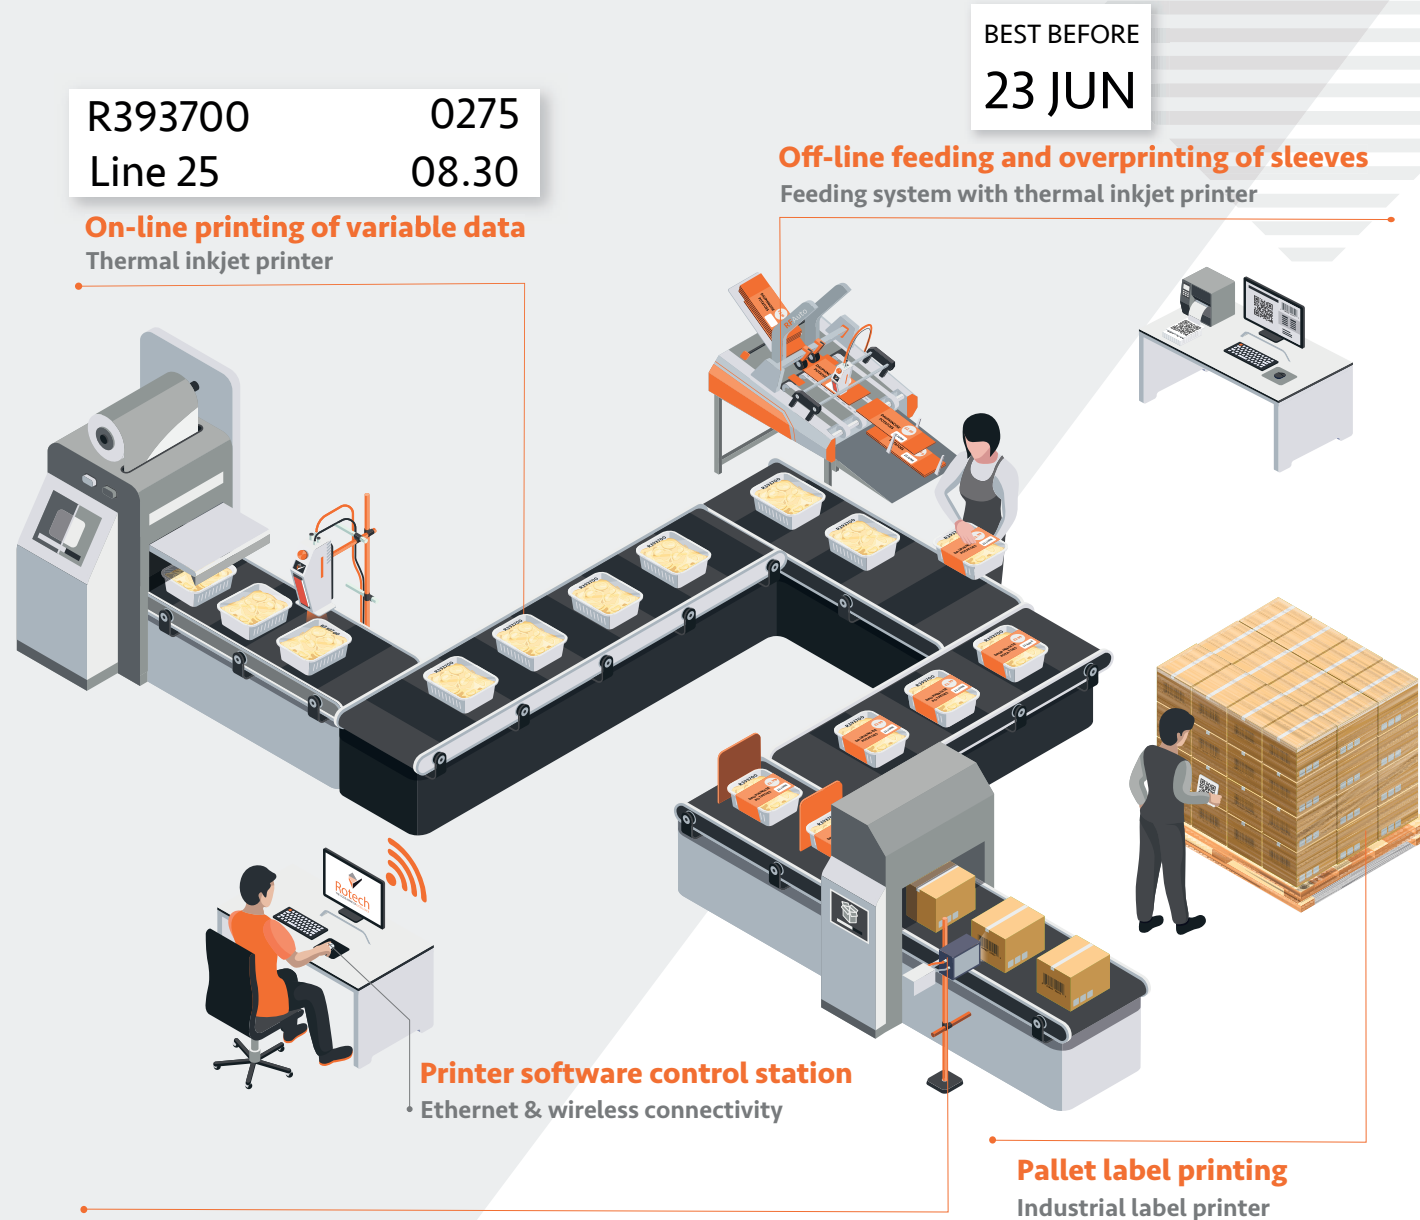 BEST BEFORE
23 JUN
R393700 0275
Line 25 08.30
Off-line feeding and overprinting of sleeves
Feeding system with thermal inkjet printer
On-line printing of variable data
Thermal inkjet printer
Rotech
Printer software control station
Ethernet & wireless connectivity
Pallet label printing
Industrial label printer